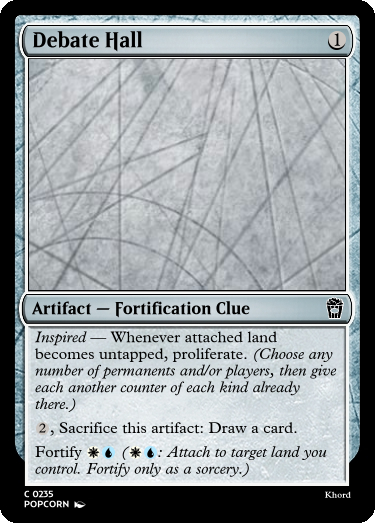 Debate Hall 1
Artifact — Fortification Clue
Inspired — Whenever attached land
becomes untapped, proliferate. (Choose any
number of permanents and/or players, then give
each another counter of each kind already
there.)
2, Sacrifice this artifact: Draw a card.
Fortify (: Attach to target land you
control. Fortify only as a sorcery.)
C 0235
POPCORN
Khord